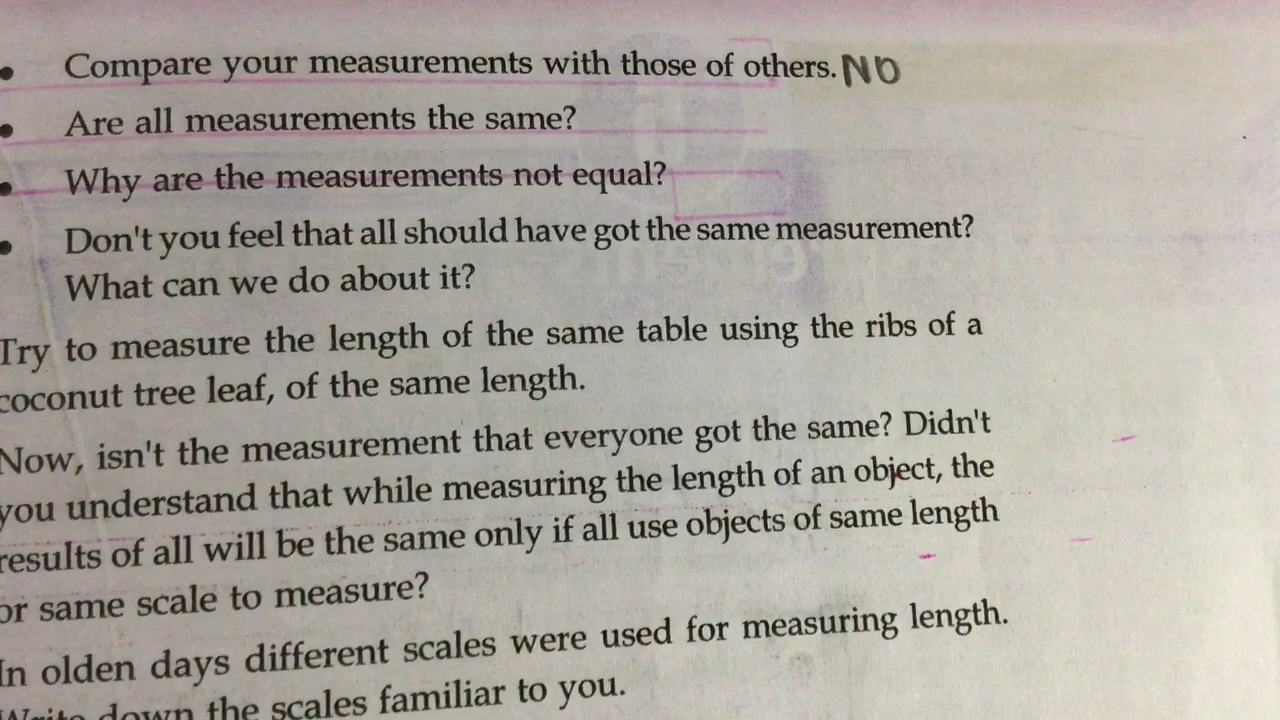 • Compare your measurements with those of others. NO
• Are all measurements the same?
• Why are the measurements not equal?
• Don't you feel that all should have got the same measurement?
What can we do about it?
Try to measure the length of the same table using the ribs of a
coconut tree leaf, of the same length.
Now, isn't the measurement that everyone got the same? Didn't
you understand that while measuring the length of an object, the
results of all will be the same only if all use objects of same length
or same scale to measure?
In olden days different scales were used for measuring length.
Write down the scales familiar to you.